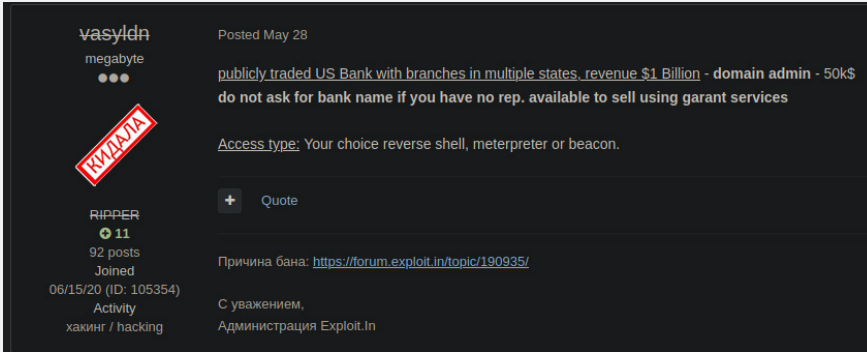 vasyldn
megabyte
КИДАЛА
RIPPER
11
92 posts
Joined
06/15/20 (ID: 105354)
Activity
хакинг / hacking
Posted May 28
publicly traded US Bank with branches in multiple states, revenue $1 Billion - domain admin - 50k$
do not ask for bank name if you have no rep. available to sell using garant services
Access type: Your choice reverse shell, meterpreter or beacon.
+ Quote
Причина бана: https://forum.exploit.in/topic/190935/
С уважением,
Администрация Exploit.In